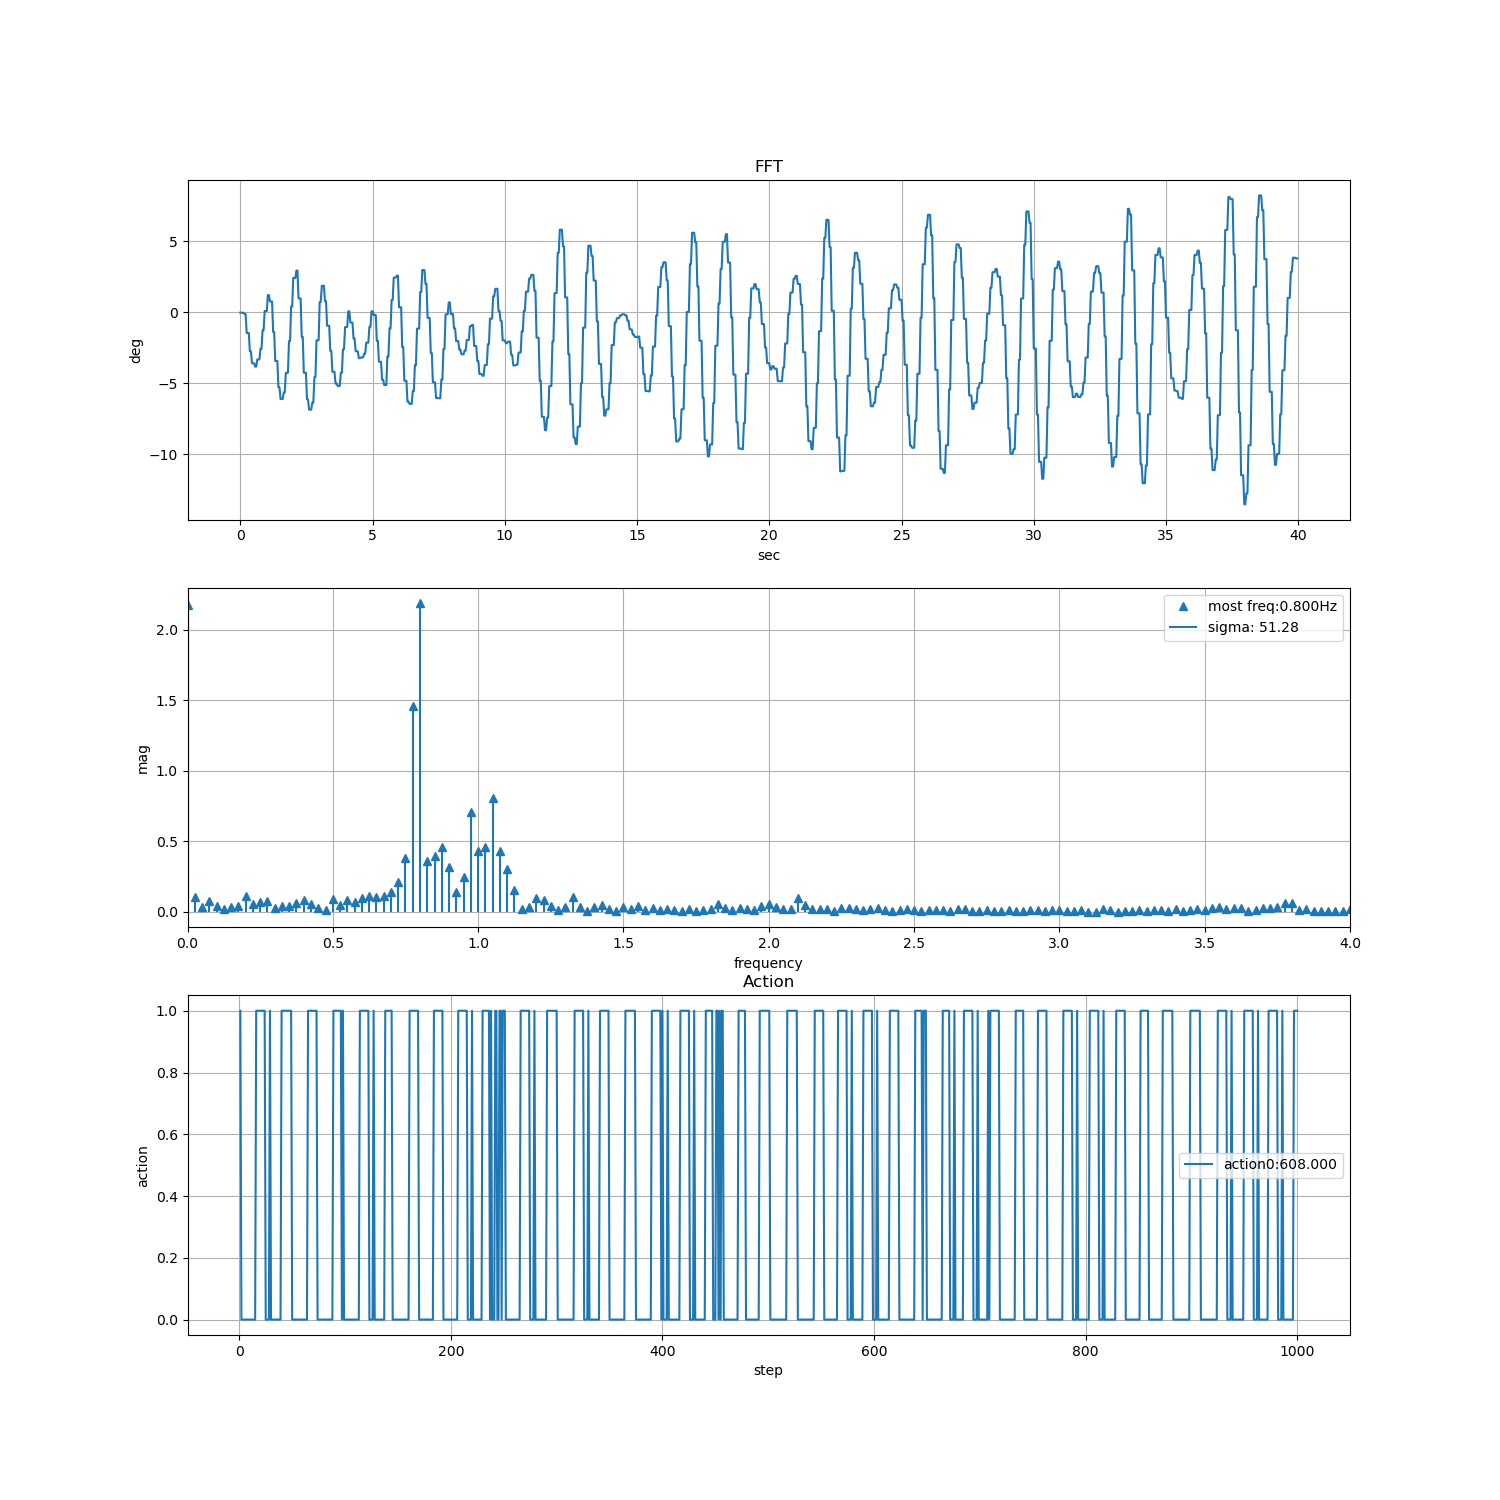 FFT
deg
5
0
−5
−10
0 5 10 15 20 25 30 35 40
sec
most freq:0.800Hz
sigma: 51.28
mag
2.0
1.5
1.0
0.5
0.0
0.0 0.5 1.0 1.5 2.0 2.5 3.0 3.5 4.0
frequency
Action
action
1.0
0.8
0.6
0.4
0.2
0.0
action0:608.000
0 200 400 600 800 1000
step